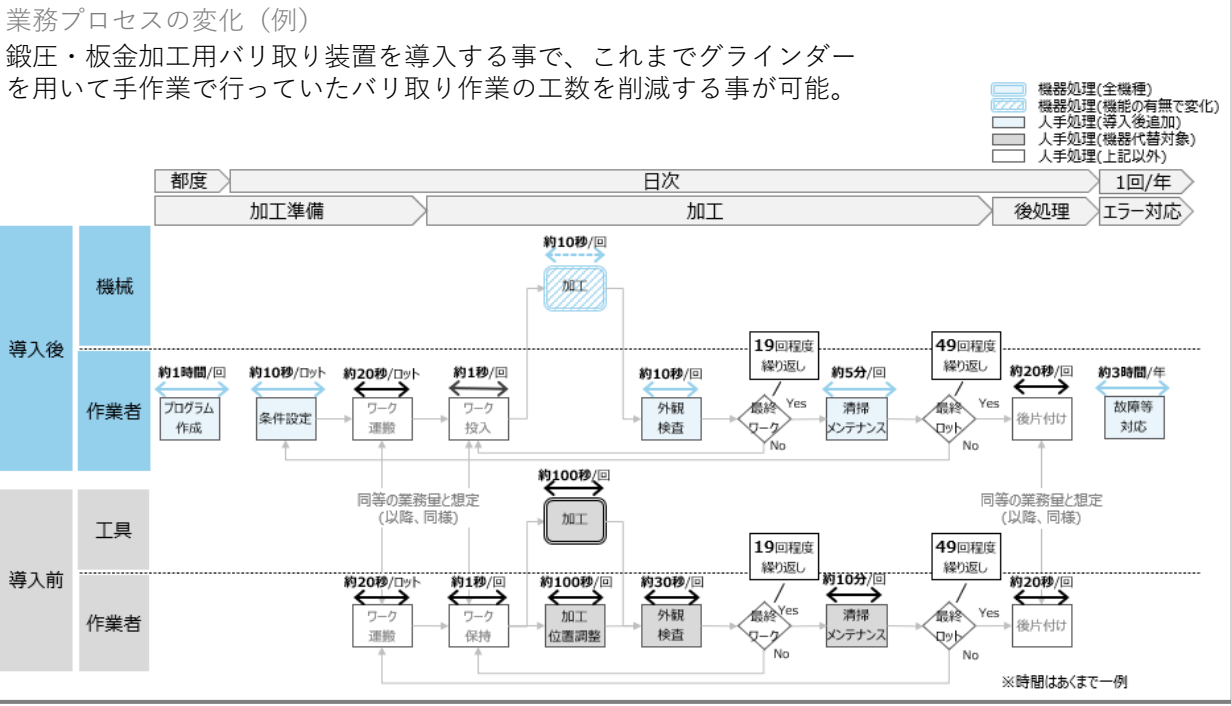 業務プロセスの変化（例）
鍛圧・板金加工用バリ取り装置を導入する事で、これまでグラインダー
を用いて手作業で行っていたバリ取り作業の工数を削減する事が可能。
機器処理(全機種)
機器処理(機能の有無で変化)
人手処理(導入後追加)
人手処理(機器代替対象)
人手処理(上記以外)
都度
日次
1回/年
加工準備
加工
後処理
エラー対応
導入後
機械
約10秒/回
加工
作業者
約1時間/回
プログラム
作成
約10秒/ロット
条件設定
約20秒/ロット
ワーク
運搬
約1秒/回
ワーク
投入
約10秒/回
外観
検査
19回程度
繰り返し
最終
ワーク
Yes
No
約5分/回
清掃
メンテナンス
49回程度
繰り返し
最終
ロット
Yes
No
約20秒/回
後片付け
約3時間/年
故障等
対応
同等の業務量と想定
(以降、同様)
同等の業務量と想定
(以降、同様)
導入前
工具
約100秒/回
加工
作業者
約20秒/ロット
ワーク
運搬
約1秒/回
ワーク
保持
約100秒/回
加工
位置調整
約30秒/回
外観
検査
19回程度
繰り返し
最終
ワーク
Yes
No
約10分/回
清掃
メンテナンス
49回程度
繰り返し
最終
ロット
Yes
No
約20秒/回
後片付け
※時間はあくまで一例